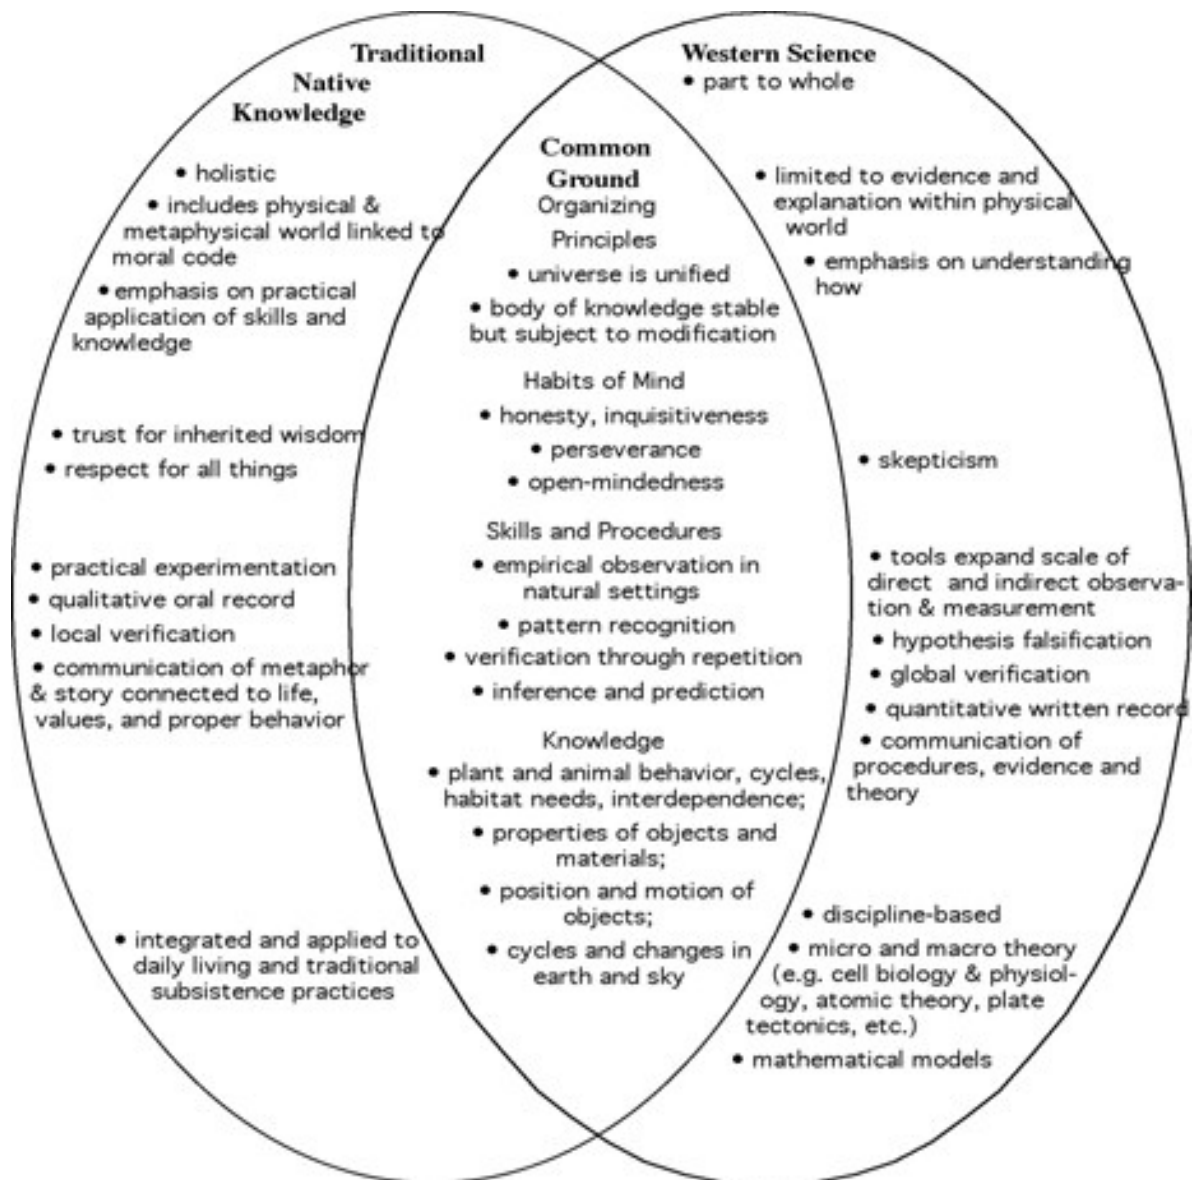 Traditional
Native
Knowledge
• holistic
• includes physical &
metaphysical world linked to
moral code
• emphasis on practical
application of skills and
knowledge
• trust for inherited wisdom
• respect for all things
• practical experimentation
• qualitative oral record
• local verification
• communication of metaphor
& story connected to life,
values, and proper behavior
• integrated and applied to
daily living and traditional
subsistence practices
Common
Ground
Organizing
Principles
• universe is unified
• body of knowledge stable
but subject to modification
Habits of Mind
• honesty, inquisitiveness
• perseverance
• open-mindedness
Skills and Procedures
• empirical observation in
natural settings
• pattern recognition
• verification through repetition
• inference and prediction
Knowledge
• plant and animal behavior, cycles,
habitat needs, interdependence;
• properties of objects and
materials;
• position and motion of
objects;
• cycles and changes in
earth and sky
Western Science
• part to whole
• limited to evidence and
explanation within physical
world
• emphasis on understanding
how
• skepticism
• tools expand scale of
direct and indirect observa-
tion & measurement
• hypothesis falsification
• global verification
• quantitative written record
• communication of
procedures, evidence and
theory
• discipline-based
• micro and macro theory
(e.g. cell biology & physiol-
ogy, atomic theory, plate
tectonics, etc.)
• mathematical models